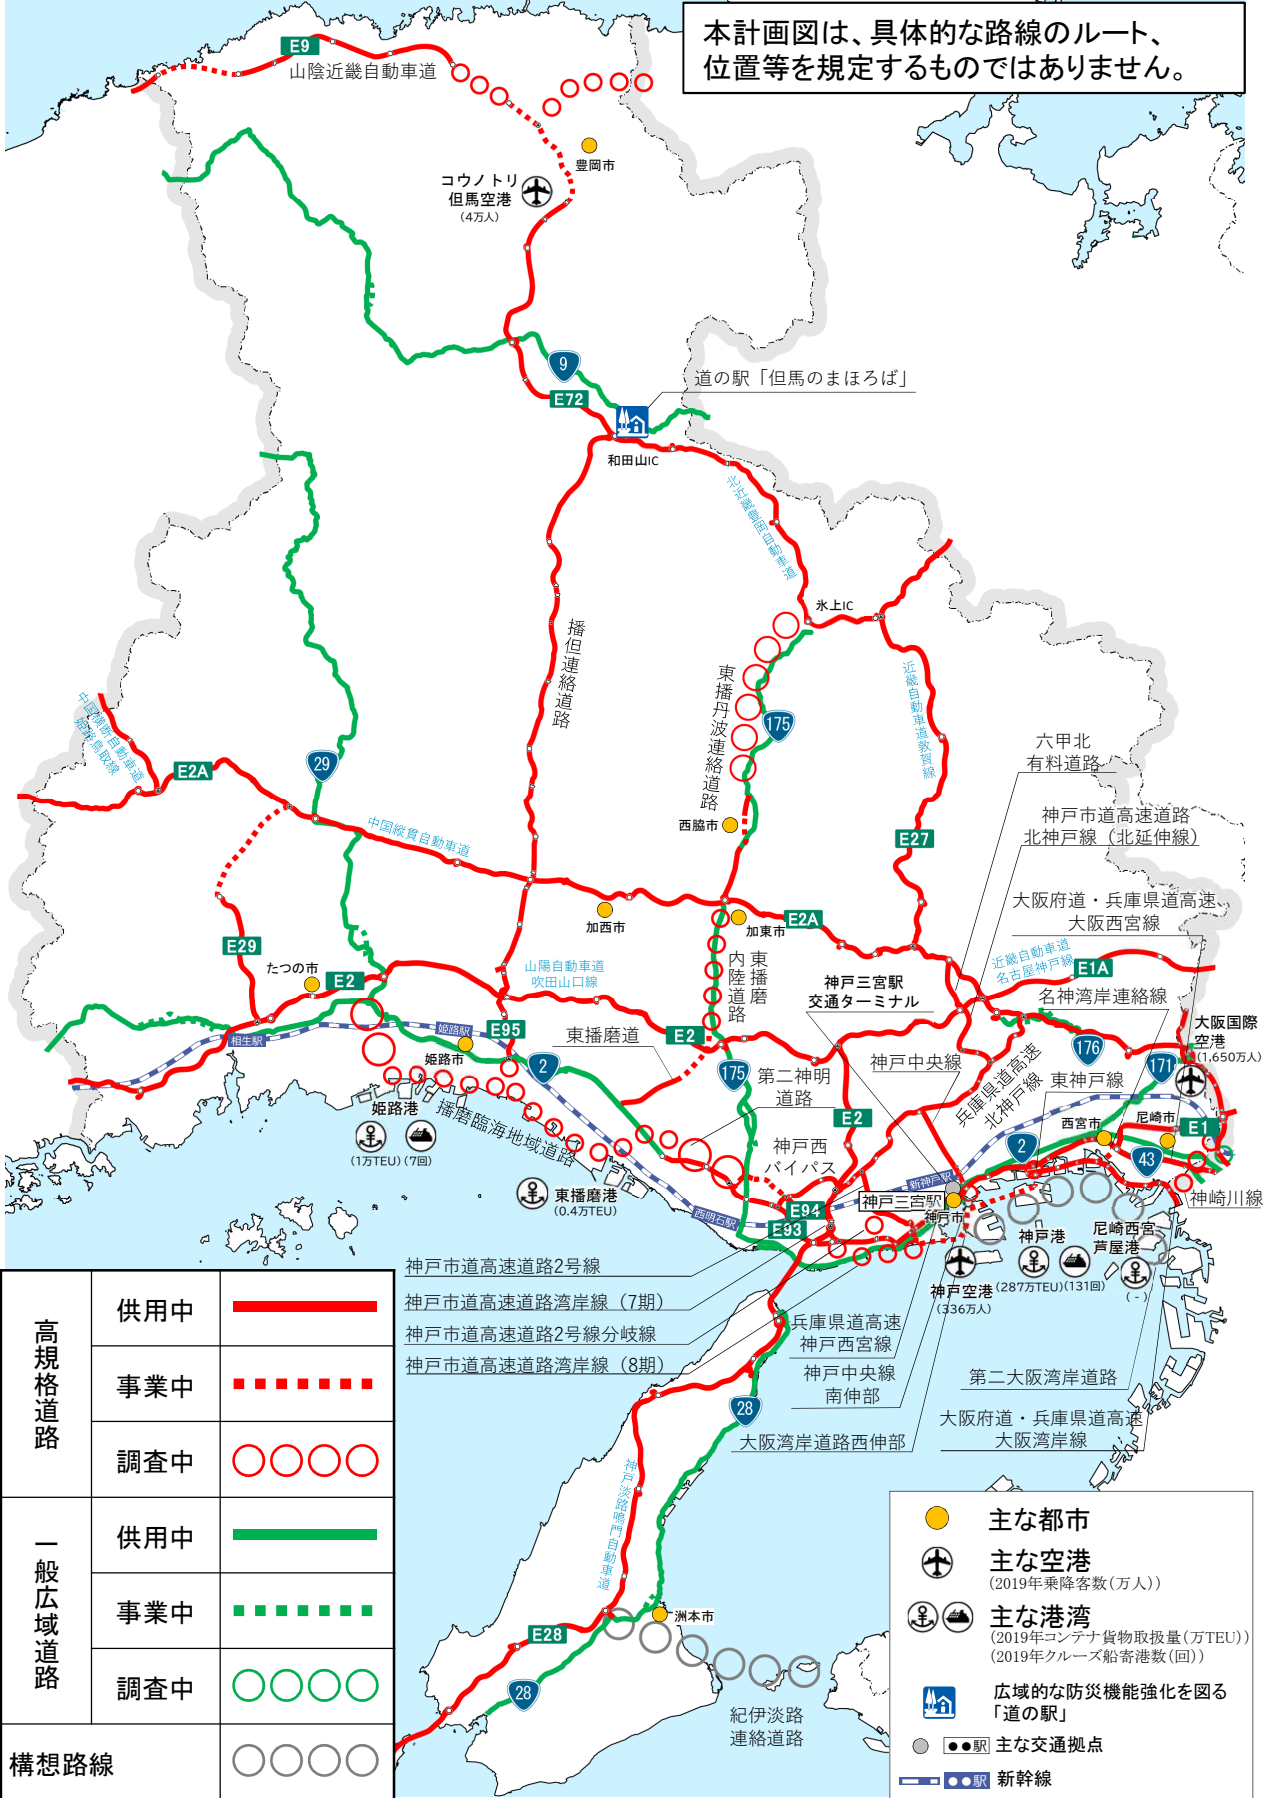 本計画図は、具体的な路線のルート、
位置等を規定するものではありません。
E9
山陰近畿自動車道
豊岡市
コウノトリ
但馬空港
(4万人)
9
E72
道の駅「但馬のまほろば」
和田山IC
北近畿豊岡自動車道
氷上IC
播但連絡道路
東播丹波連絡道路
175
近畿自動車道敦賀線
中国横断自動車道
姫路鳥取線
E2A
29
中国縦貫自動車道
西脇市
E27
六甲北
有料道路
神戸市道高速道路
北神戸線（北延伸線）
大阪府道・兵庫県道高速
大阪西宮線
加西市
加東市
E2A
E29
たつの市
E2
山陽自動車道
吹田山口線
東播磨
内陸道路
神戸三宮駅
交通ターミナル
近畿自動車道
名古屋神戸線
E1A
名神湾岸連絡線
相生駅
姫路駅
E95
姫路市
2
東播磨道
E2
175
第二神明
道路
神戸中央線
兵庫県道高速
北神戸線
176
東神戸線
171
大阪国際
空港
(1,650万人)
姫路港
(1万TEU)
(7回)
播磨臨海地域道路
東播磨港
(0.4万TEU)
E2
神戸西
バイパス
西明石駅
新神戸駅
2
西宮市
尼崎市
E1
43
神崎川線
E94
E93
神戸三宮駅
神戸市
神戸港
(287万TEU)
(131回)
尼崎西宮
芦屋港
(-)
神戸空港
(336万人)
神戸市道高速道路2号線
神戸市道高速道路湾岸線（7期）
神戸市道高速道路2号線分岐線
神戸市道高速道路湾岸線（8期）
兵庫県道高速
神戸西宮線
神戸中央線
南伸部
大阪湾岸道路西伸部
第二大阪湾岸道路
大阪府道・兵庫県道高速
大阪湾岸線
28
神戸淡路鳴門自動車道
洲本市
E28
28
紀伊淡路
連絡道路
高規格道路
供用中
事業中
調査中
一般広域道路
供用中
事業中
調査中
構想路線
主な都市
主な空港
(2019年乗降客数(万人))
主な港湾
(2019年コンテナ貨物取扱量(万TEU))
(2019年クルーズ船寄港数(回))
広域的な防災機能強化を図る
「道の駅」
●●駅 主な交通拠点
●●駅 新幹線